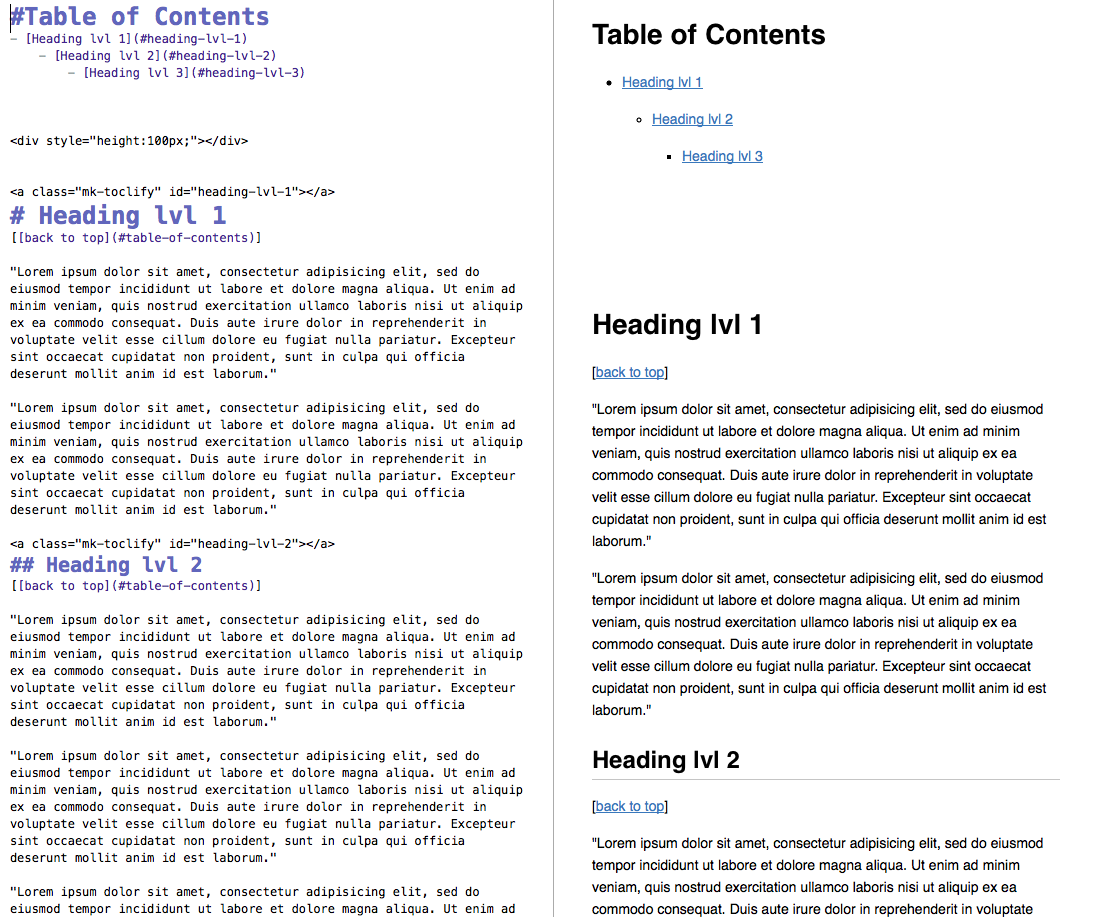 #Table of Contents
- [Heading lvl 1](#heading-lvl-1)
- [Heading lvl 2](#heading-lvl-2)
- [Heading lvl 3](#heading-lvl-3)
<div style="height:100px;"></div>
<a class="mk-toclify" id="heading-lvl-1"></a>
# Heading lvl 1
[[back to top](#table-of-contents)]
"Lorem ipsum dolor sit amet, consectetur adipisicing elit, sed do
eiusmod tempor incididunt ut labore et dolore magna aliqua. Ut enim ad
minim veniam, quis nostrud exercitation ullamco laboris nisi ut aliquip
ex ea commodo consequat. Duis aute irure dolor in reprehenderit in
voluptate velit esse cillum dolore eu fugiat nulla pariatur. Excepteur
sint occaecat cupidatat non proident, sunt in culpa qui officia
deserunt mollit anim id est laborum."
"Lorem ipsum dolor sit amet, consectetur adipisicing elit, sed do
eiusmod tempor incididunt ut labore et dolore magna aliqua. Ut enim ad
minim veniam, quis nostrud exercitation ullamco laboris nisi ut aliquip
ex ea commodo consequat. Duis aute irure dolor in reprehenderit in
voluptate velit esse cillum dolore eu fugiat nulla pariatur. Excepteur
sint occaecat cupidatat non proident, sunt in culpa qui officia
deserunt mollit anim id est laborum."
<a class="mk-toclify" id="heading-lvl-2"></a>
## Heading lvl 2
[[back to top](#table-of-contents)]
"Lorem ipsum dolor sit amet, consectetur adipisicing elit, sed do
eiusmod tempor incididunt ut labore et dolore magna aliqua. Ut enim ad
minim veniam, quis nostrud exercitation ullamco laboris nisi ut aliquip
ex ea commodo consequat. Duis aute irure dolor in reprehenderit in
voluptate velit esse cillum dolore eu fugiat nulla pariatur. Excepteur
sint occaecat cupidatat non proident, sunt in culpa qui officia
deserunt mollit anim id est laborum."
"Lorem ipsum dolor sit amet, consectetur adipisicing elit, sed do
eiusmod tempor incididunt ut labore et dolore magna aliqua. Ut enim ad
minim veniam, quis nostrud exercitation ullamco laboris nisi ut aliquip
ex ea commodo consequat. Duis aute irure dolor in reprehenderit in
voluptate velit esse cillum dolore eu fugiat nulla pariatur. Excepteur
sint occaecat cupidatat non proident, sunt in culpa qui officia
deserunt mollit anim id est laborum."
"Lorem ipsum dolor sit amet, consectetur adipisicing elit, sed do
eiusmod tempor incididunt ut labore et dolore magna aliqua. Ut enim ad
Table of Contents
Heading lvl 1
Heading lvl 2
Heading lvl 3
Heading lvl 1
[back to top]
"Lorem ipsum dolor sit amet, consectetur adipisicing elit, sed do eiusmod
tempor incididunt ut labore et dolore magna aliqua. Ut enim ad minim
veniam, quis nostrud exercitation ullamco laboris nisi ut aliquip ex ea
commodo consequat. Duis aute irure dolor in reprehenderit in voluptate
velit esse cillum dolore eu fugiat nulla pariatur. Excepteur sint occaecat
cupidatat non proident, sunt in culpa qui officia deserunt mollit anim id est
laborum."
"Lorem ipsum dolor sit amet, consectetur adipisicing elit, sed do eiusmod
tempor incididunt ut labore et dolore magna aliqua. Ut enim ad minim
veniam, quis nostrud exercitation ullamco laboris nisi ut aliquip ex ea
commodo consequat. Duis aute irure dolor in reprehenderit in voluptate
velit esse cillum dolore eu fugiat nulla pariatur. Excepteur sint occaecat
cupidatat non proident, sunt in culpa qui officia deserunt mollit anim id est
laborum."
Heading lvl 2
[back to top]
"Lorem ipsum dolor sit amet, consectetur adipisicing elit, sed do eiusmod
tempor incididunt ut labore et dolore magna aliqua. Ut enim ad minim
veniam, quis nostrud exercitation ullamco laboris nisi ut aliquip ex ea
commodo consequat. Duis aute irure dolor in reprehenderit in voluptate